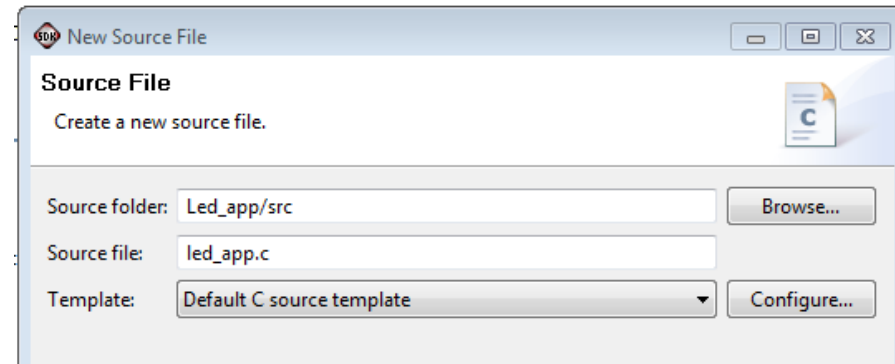 SDK New Source File
Source File
Create a new source file.
C
Source folder: Led_app/src Browse...
Source file: led_app.c
Template: Default C source template Configure...